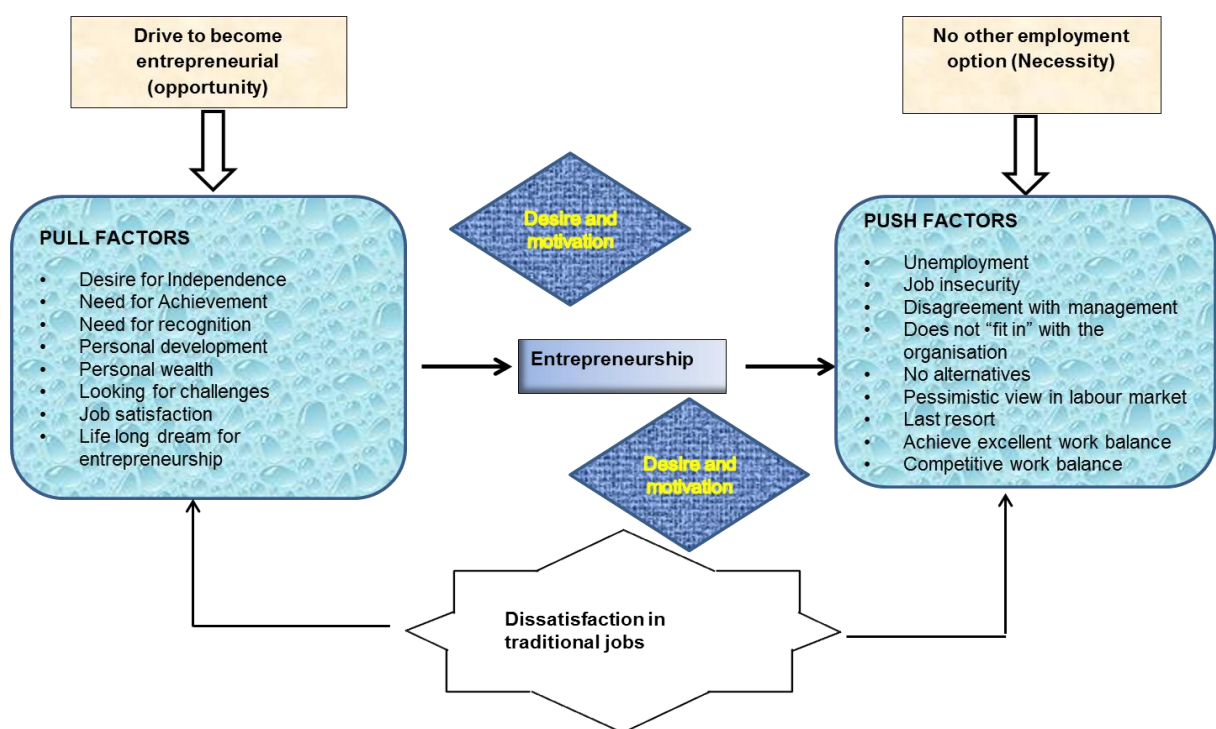 Drive to become
entrepreneurial
(opportunity)
No other employment
option (Necessity)
PULL FACTORS
• Desire for Independence
• Need for Achievement
• Need for recognition
• Personal development
• Personal wealth
• Looking for challenges
• Job satisfaction
• Life long dream for
entrepreneurship
Desire and
motivation
Entrepreneurship
Desire and
motivation
PUSH FACTORS
• Unemployment
• Job insecurity
• Disagreement with management
• Does not “fit in” with the
organisation
• No alternatives
• Pessimistic view in labour market
• Last resort
• Achieve excellent work balance
• Competitive work balance
Dissatisfaction in
traditional jobs